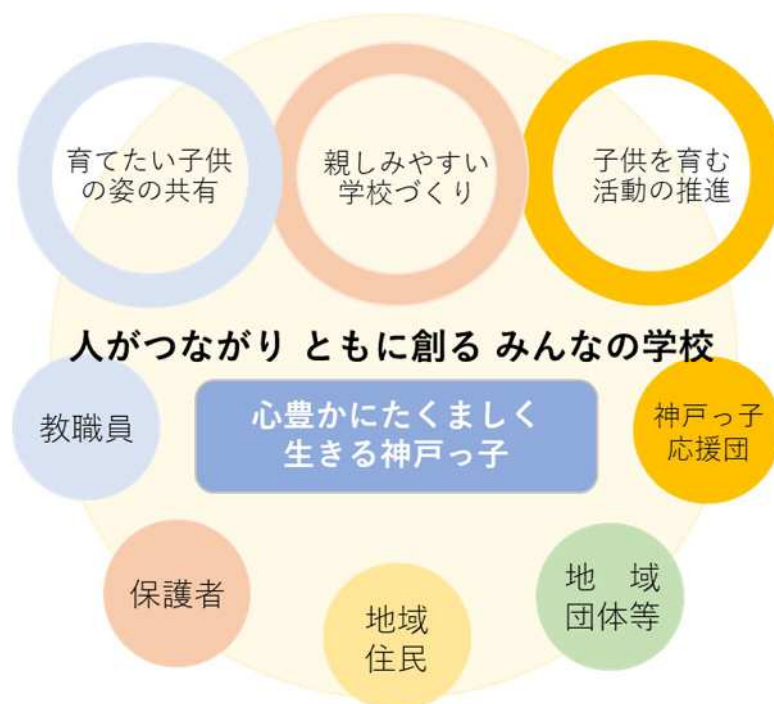 育てたい子供
の姿の共有
親しみやすい
学校づくり
子供を育む
活動の推進
人がつながり ともに創る みんなの学校
心豊かにたくましく
生きる神戸っ子
教職員
神戸っ子
応援団
保護者
地域
住民
地　域
団体等